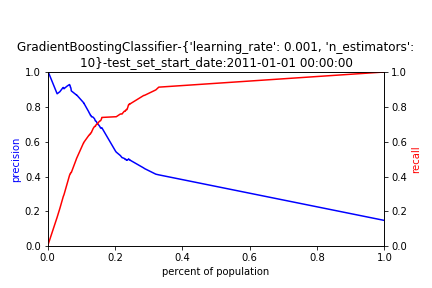 GradientBoostingClassifier-{'learning_rate': 0.001, 'n_estimators':
10}-test_set_start_date:2011-01-01 00:00:00
1.0 1.0
0.8 0.8
precision recall
0.6 0.6
0.4 0.4
0.2 0.2
0.0 0.0
0.0 0.2 0.4 0.6 0.8 1.0
percent of population